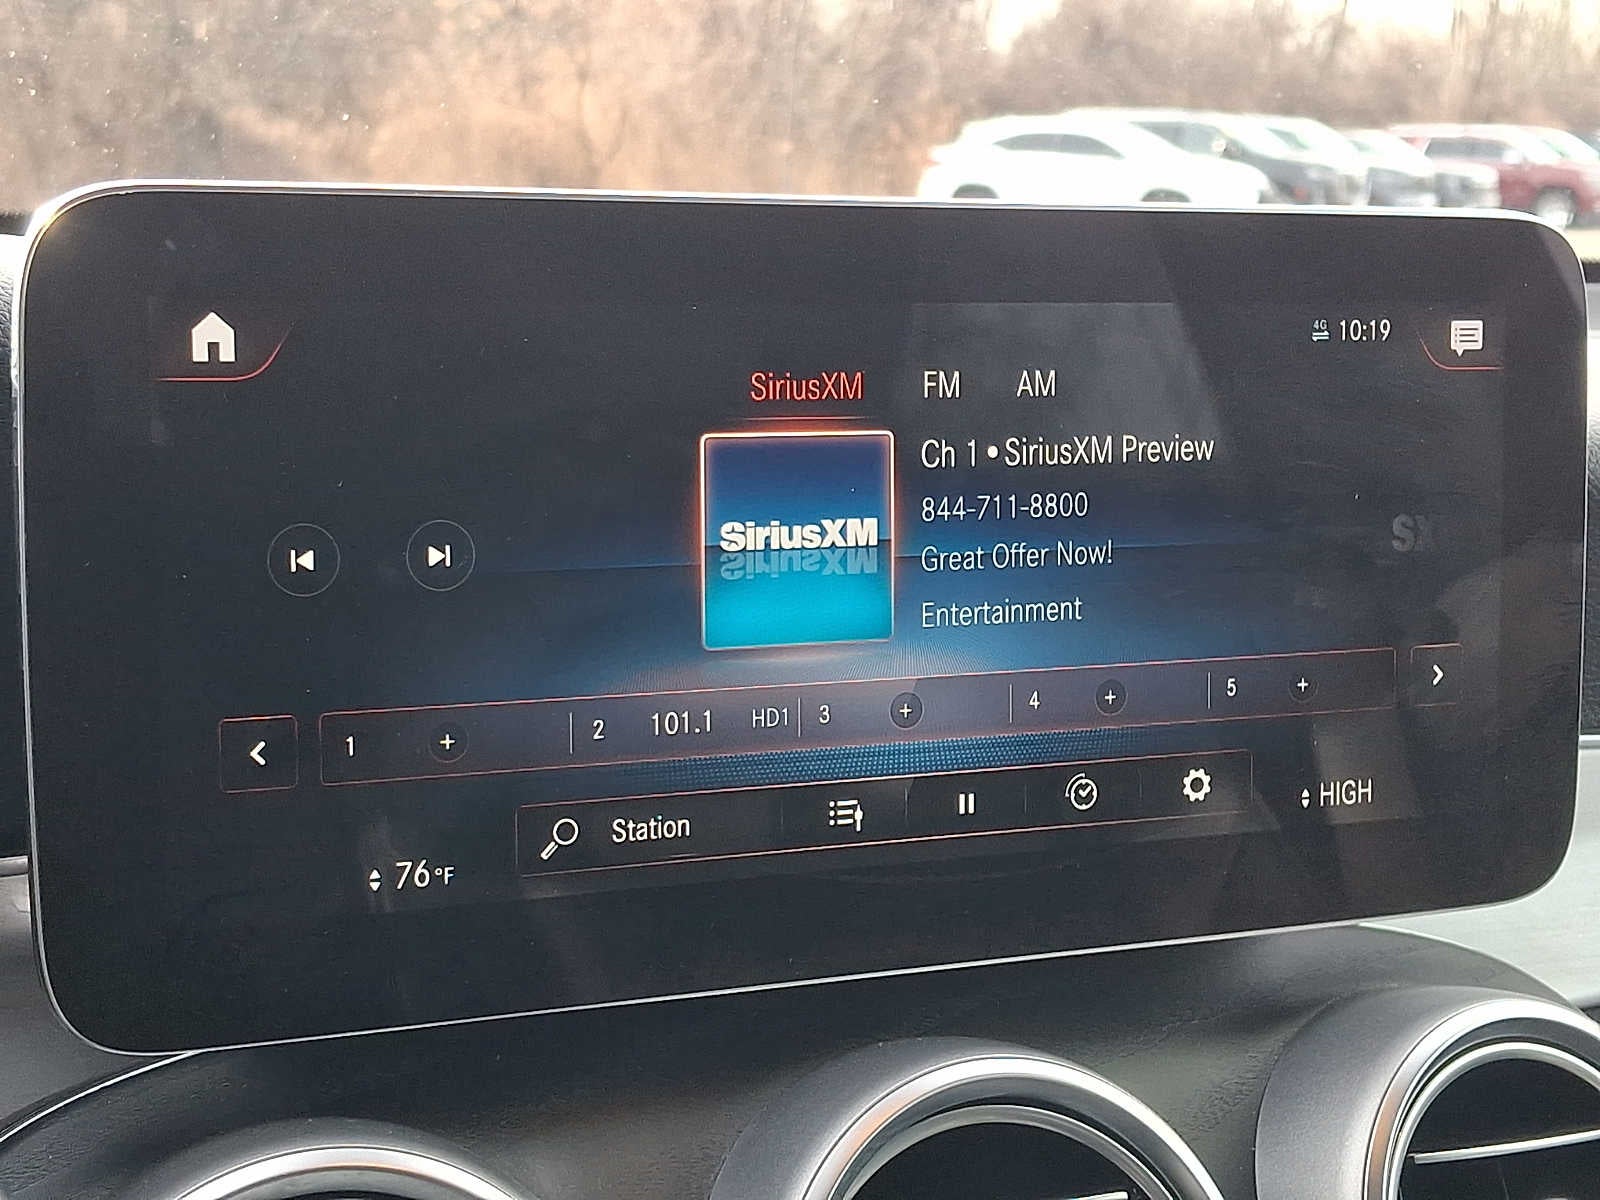 4G 10:19
SiriusXM FM AM
Ch 1 • SiriusXM Preview
844-711-8800
Great Offer Now!
Entertainment
SiriusXM
SX
1 + 2 101.1 HD1 3 + 4 + 5 +
Station
76°F
HIGH